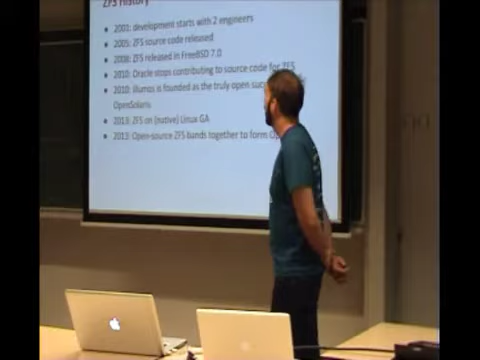 ZFS History
• 2001: development starts with 2 engineers
• 2005: ZFS source code released
• 2008: ZFS released in FreeBSD 7.0
• 2010: Oracle stops contributing to source code for ZFS
• 2010: illumos is founded as the truly open
OpenSolaris
• 2013: ZFS on (native) Linux GA
• 2013: Open-source ZFS bands together to form